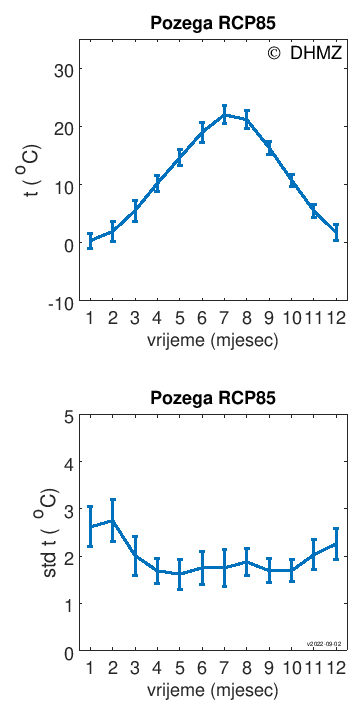 Pozega RCP85
© DHMZ
30
20
10
0
-10
t ( °C)
1 2 3 4 5 6 7 8 9 10 11 12
vrijeme (mjesec)
Pozega RCP85
5
4
3
2
1
0
std t ( °C)
v2022-09-02
1 2 3 4 5 6 7 8 9 10 11 12
vrijeme (mjesec)